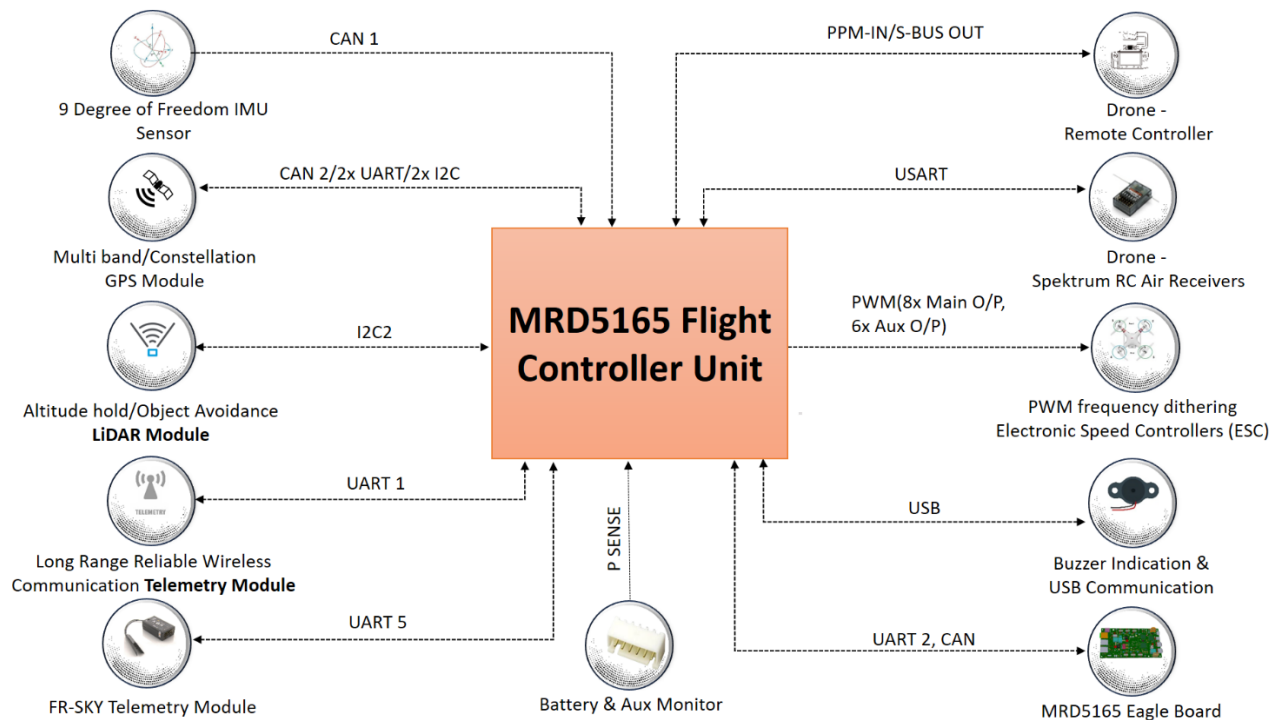 CAN 1
9 Degree of Freedom IMU
Sensor
CAN 2/2x UART/2x I2C
Multi band/Constellation
GPS Module
I2C2
Altitude hold/Object Avoidance
LiDAR Module
UART 1
TELEMETRY
Long Range Reliable Wireless
Communication Telemetry Module
UART 5
FR-SKY Telemetry Module
MRD5165 Flight
Controller Unit
P SENSE
Battery & Aux Monitor
PPM-IN/S-BUS OUT
Drone -
Remote Controller
USART
Drone -
Spektrum RC Air Receivers
PWM(8x Main O/P,
6x Aux O/P)
PWM frequency dithering
Electronic Speed Controllers (ESC)
USB
Buzzer Indication &
USB Communication
UART 2, CAN
MRD5165 Eagle Board